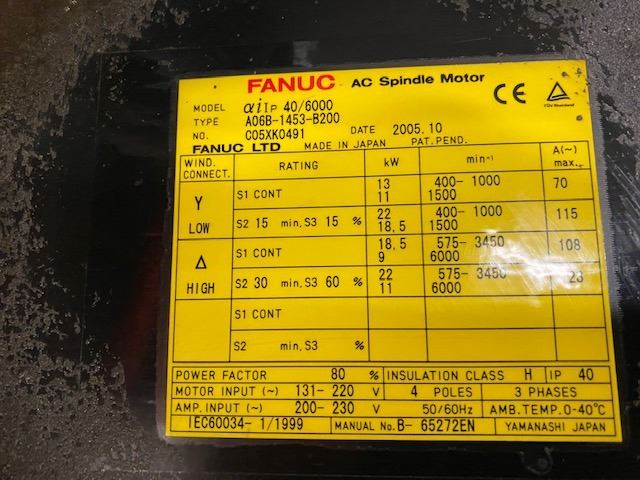 FANUC AC Spindle Motor
MODEL αiIP 40/6000
TYPE A06B-1453-B200
NO. C05XK0491 DATE 2005.10
FANUC LTD MADE IN JAPAN PAT.PEND.
CE TÜV Rheinland
WIND. CONNECT. RATING kW min⁻¹ A(~) max.
Y LOW S1 CONT 13 400- 1000 70
11 1500
S2 15 min,S3 15 % 22 400- 1000 115
18,5 1500
Δ HIGH S1 CONT 18,5 575- 3450 108
9 6000
S2 30 min,S3 60 % 22 575- 3450 23
11 6000
S1 CONT
S2 min,S3 %
POWER FACTOR 80 % INSULATION CLASS H IP 40
MOTOR INPUT (~) 131- 220 V 4 POLES 3 PHASES
AMP. INPUT (~) 200- 230 V 50/60Hz AMB.TEMP.0-40°C
IEC60034- 1/1999 MANUAL No.B- 65272EN YAMANASHI JAPAN